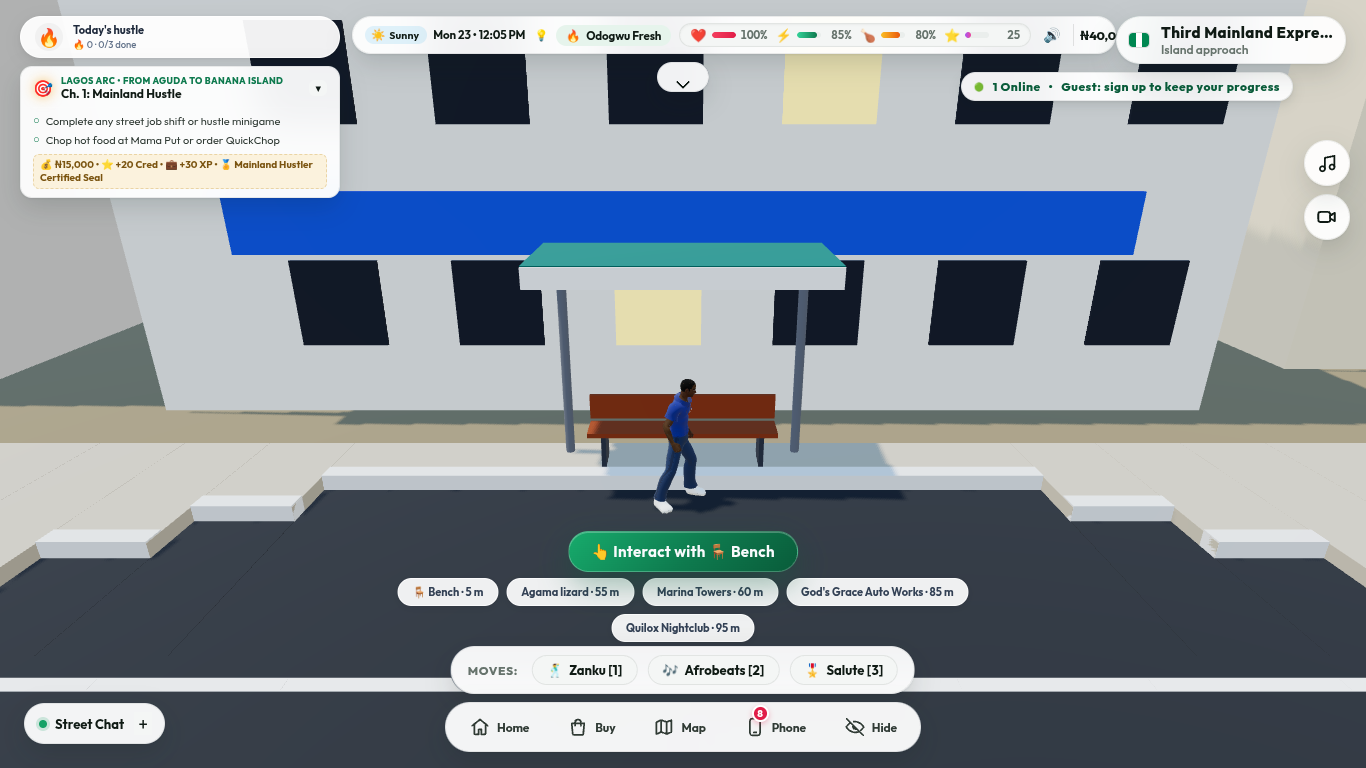 Today's hustle
🔥 0 · 0/3 done
LAGOS ARC • FROM AGUDA TO BANANA ISLAND
Ch. 1: Mainland Hustle
Complete any street job shift or hustle minigame
Chop hot food at Mama Put or order QuickChop
💰 ₦15,000 • ⭐ +20 Cred • 💼 +30 XP • 🏅 Mainland Hustler
Certified Seal
☀️ Sunny Mon 23 • 12:05 PM 💡 🔥 Odogwu Fresh ❤️ 100% ⚡ 85% 🍗 80% ⭐ 25 🔊 ₦40,0
Third Mainland Expre...
Island approach
1 Online • Guest: sign up to keep your progress
👆 Interact with 🪑 Bench
🪑 Bench · 5 m
Agama lizard · 55 m
Marina Towers · 60 m
God's Grace Auto Works · 85 m
Quilox Nightclub · 95 m
MOVES: 🕺 Zanku [1] 🎶 Afrobeats [2] 🎖️ Salute [3]
Street Chat +
Home
Buy
Map
8
Phone
Hide